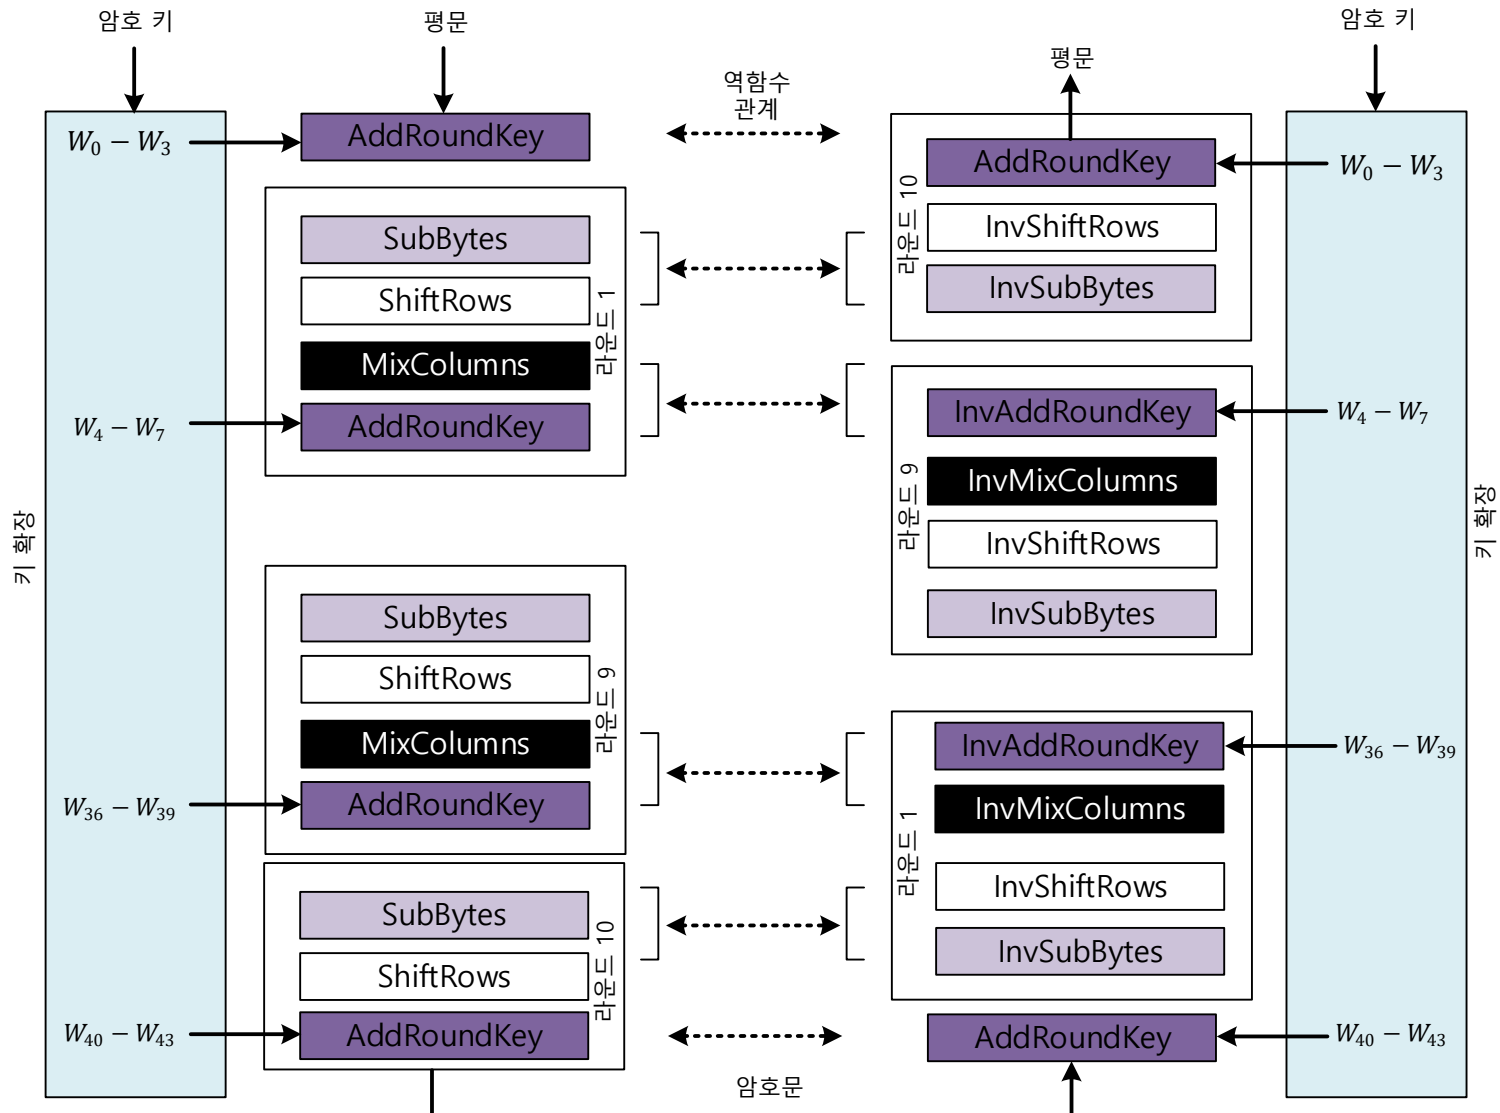 암호 키
평문
역함수
관계
평문
암호 키
W₀ − W₃
AddRoundKey
AddRoundKey
W₀ − W₃
SubBytes
ShiftRows
MixColumns
AddRoundKey
라운드 1
W₄ − W₇
InvShiftRows
InvSubBytes
라운드 10
InvAddRoundKey
InvMixColumns
InvShiftRows
InvSubBytes
라운드 9
W₄ − W₇
키 확장
키 확장
SubBytes
ShiftRows
MixColumns
AddRoundKey
라운드 9
W₃₆ − W₃₉
InvAddRoundKey
InvMixColumns
InvShiftRows
InvSubBytes
라운드 1
W₃₆ − W₃₉
SubBytes
ShiftRows
AddRoundKey
라운드 10
W₄₀ − W₄₃
AddRoundKey
W₄₀ − W₄₃
암호문